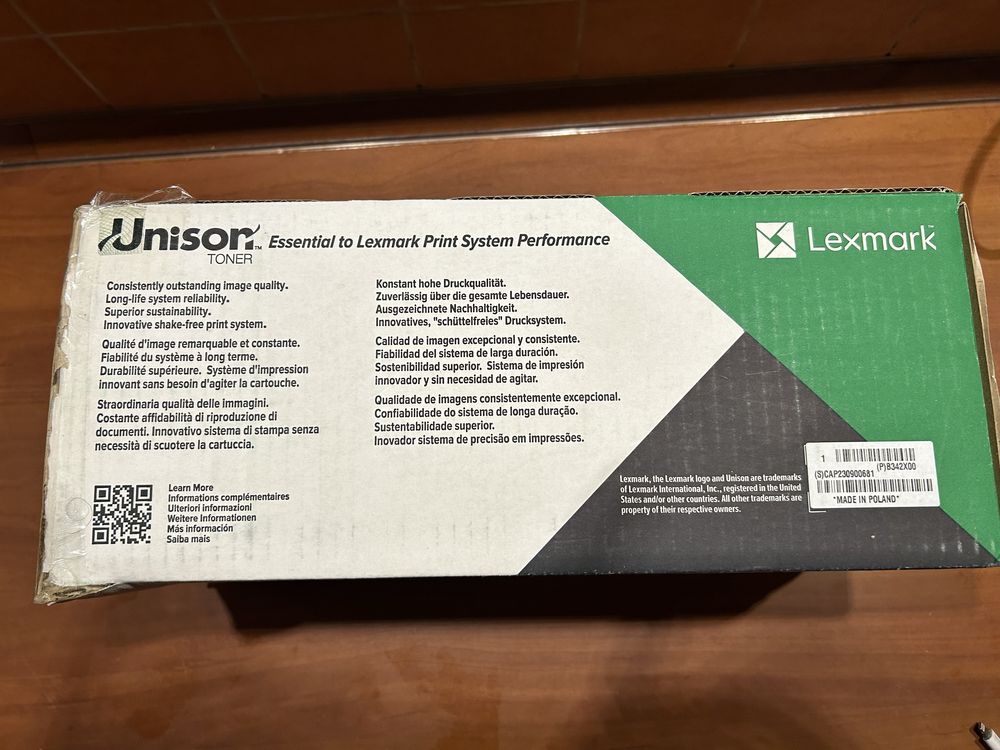 Unison™ Essential to Lexmark Print System Performance
TONER
Lexmark™
Consistently outstanding image quality.
Long-life system reliability.
Superior sustainability.
Innovative shake-free print system.
Qualité d'image remarquable et constante.
Fiabilité du système à long terme.
Durabilité supérieure. Système d'impression
innovant sans besoin d'agiter la cartouche.
Straordinaria qualità delle immagini.
Costante affidabilità di riproduzione di
documenti. Innovativo sistema di stampa senza
necessità di scuotere la cartuccia.
Konstant hohe Druckqualität.
Zuverlässig über die gesamte Lebensdauer.
Ausgezeichnete Nachhaltigkeit.
Innovatives, "schüttelfreies" Drucksystem.
Calidad de imagen excepcional y consistente.
Fiabilidad del sistema de larga duración.
Sostenibilidad superior. Sistema de impresión
innovador y sin necesidad de agitar.
Qualidade de imagens consistentemente excepcional.
Confiabilidade do sistema de longa duração.
Sustentabilidade superior.
Inovador sistema de precisão em impressões.
Learn More
Informations complémentaires
Ulteriori informazioni
Weitere Informationen
Más información
Saiba mais
Lexmark, the Lexmark logo and Unison are trademarks
of Lexmark International, Inc., registered in the United
States and/or other countries. All other trademarks are
property of their respective owners.
1
(P)B342X00
(S)CAP230900681
"MADE IN POLAND"